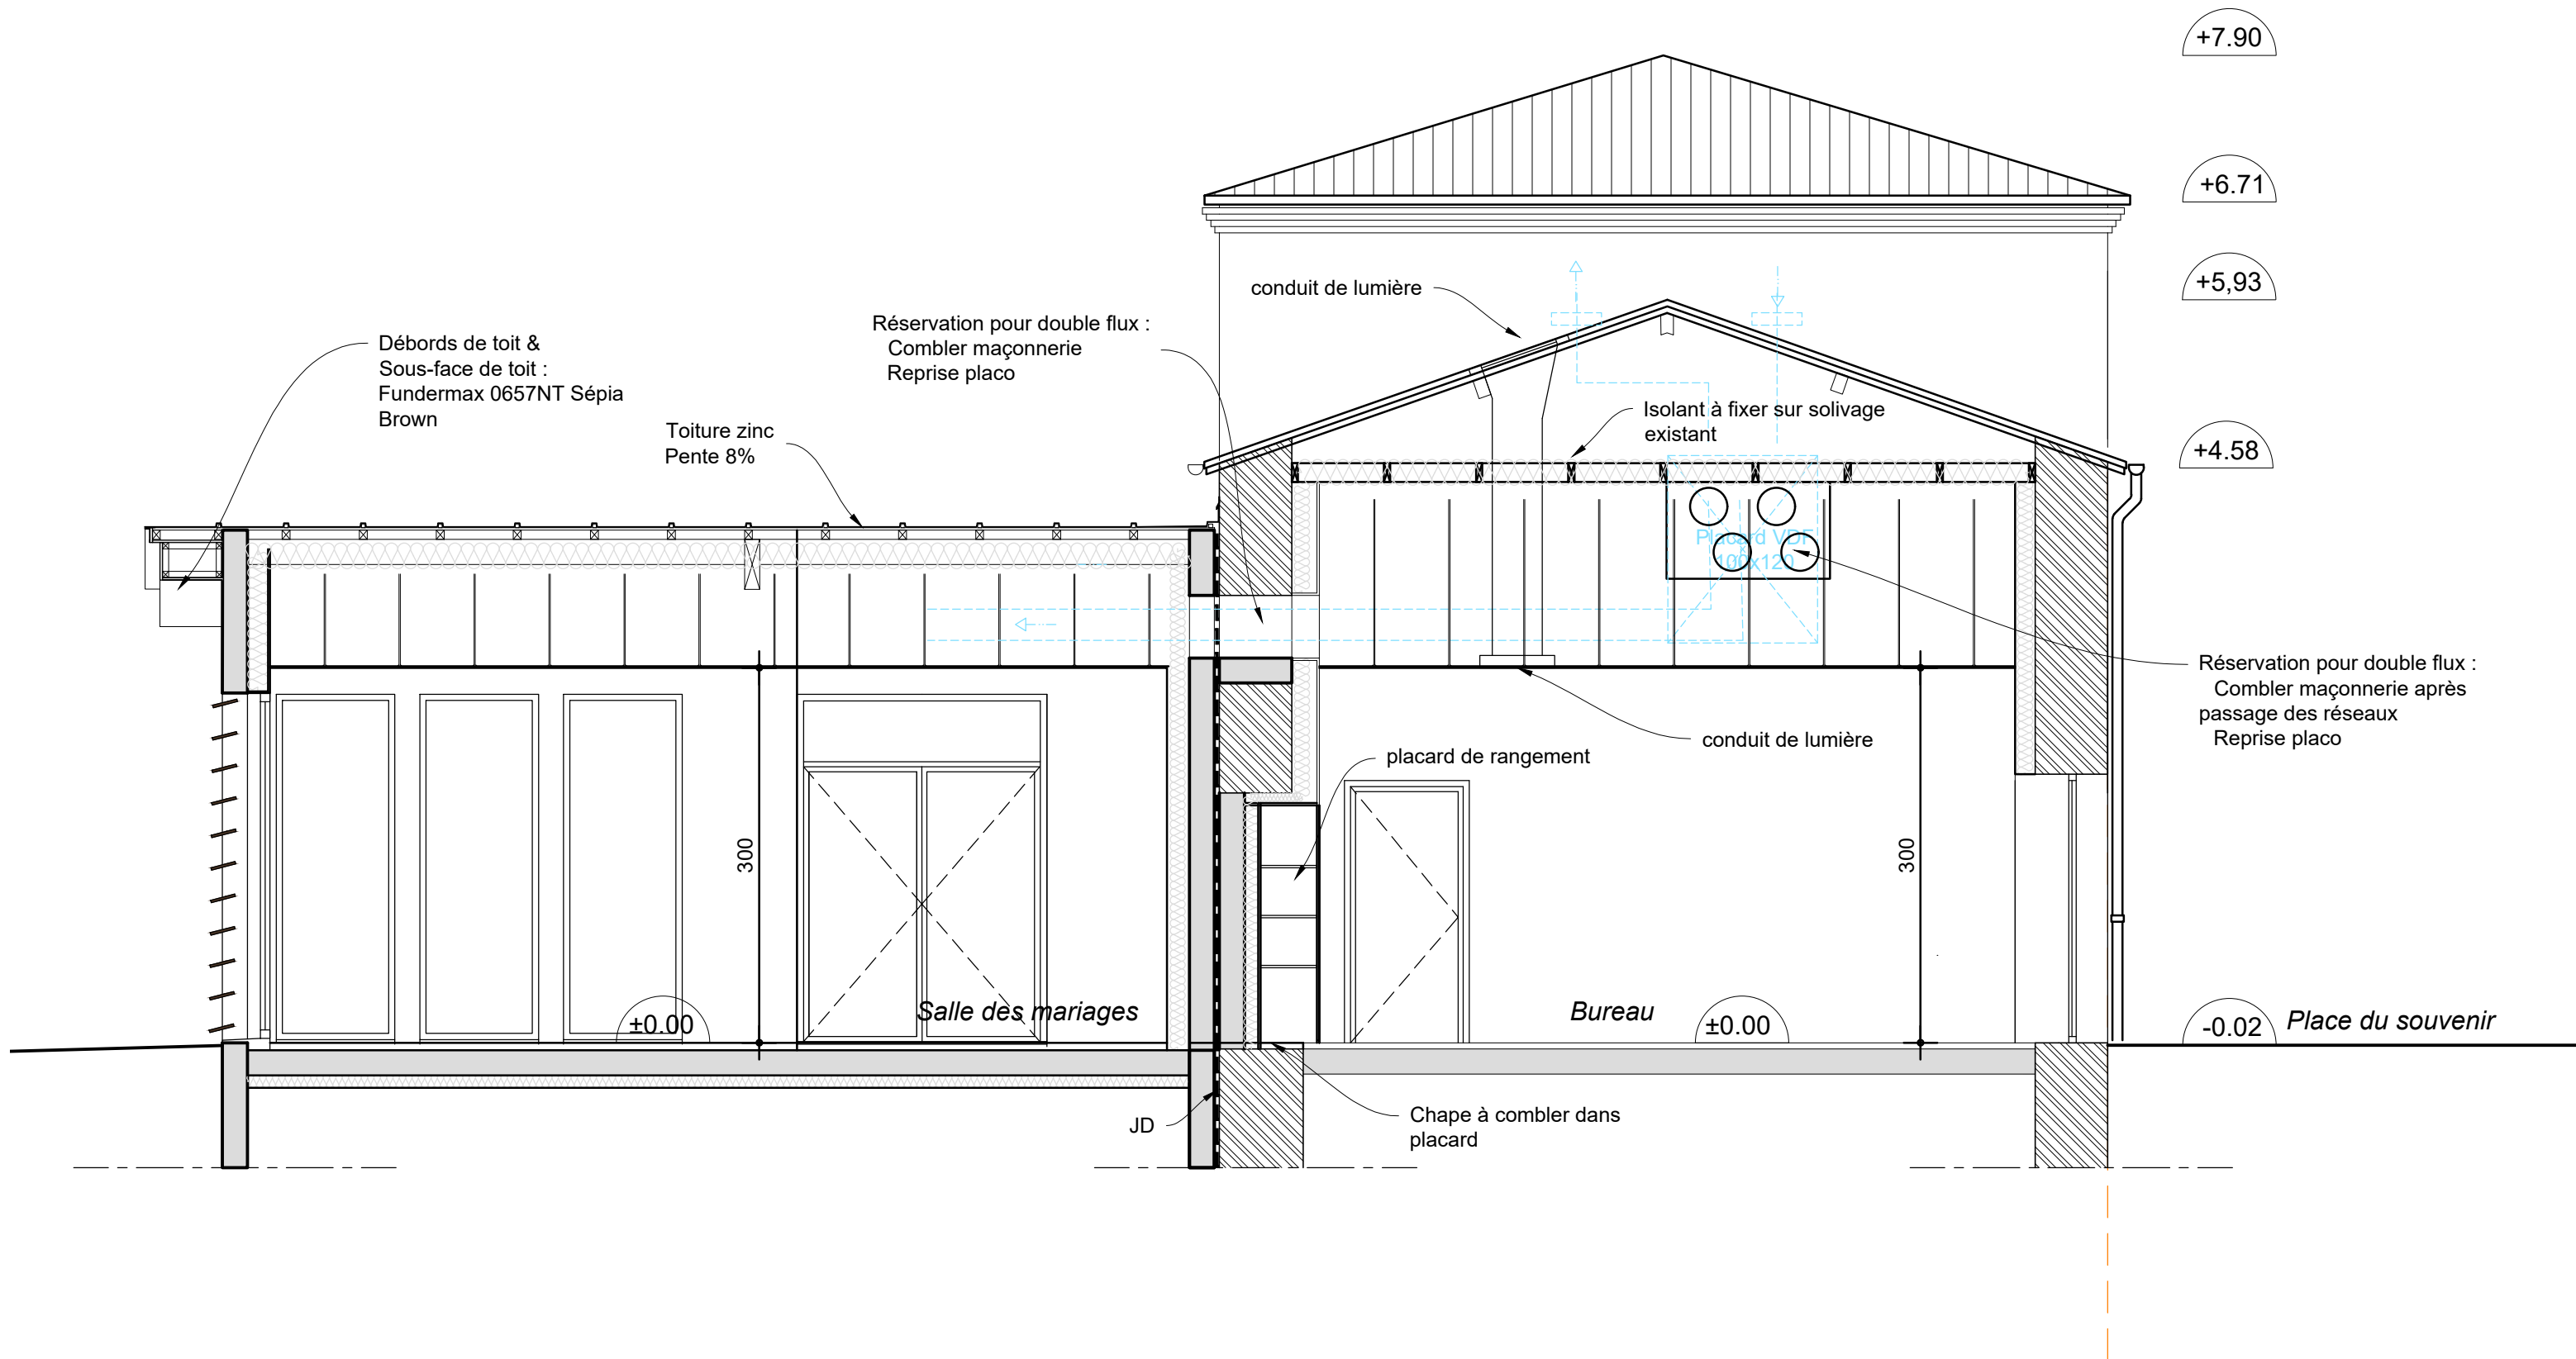 +7.90
+6.71
+5,93
conduit de lumière
Réservation pour double flux :
Combler maçonnerie
Reprise placo
Débords de toit &
Sous-face de toit :
Fundermax 0657NT Sépia
Brown
Toiture zinc
Pente 8%
Isolant à fixer sur solivage
existant
+4.58
Placard VDF
100x120
Réservation pour double flux :
Combler maçonnerie après
passage des réseaux
Reprise placo
conduit de lumière
placard de rangement
300
300
Salle des mariages
±0.00
Bureau
±0.00
-0.02
Place du souvenir
JD
Chape à combler dans
placard